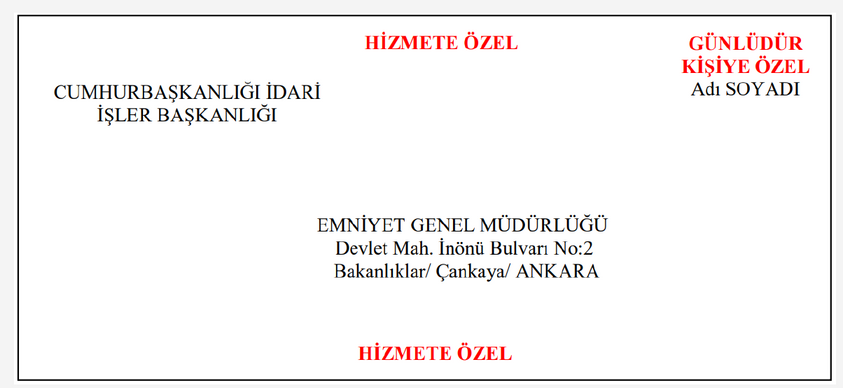 HİZMETE ÖZEL
GÜNLÜDÜR
KİŞİYE ÖZEL
Adı SOYADI
CUMHURBAŞKANLIĞI İDARİ
İŞLER BAŞKANLIĞI
EMNİYET GENEL MÜDÜRLÜĞÜ
Devlet Mah. İnönü Bulvarı No:2
Bakanlıklar/ Çankaya/ ANKARA
HİZMETE ÖZEL